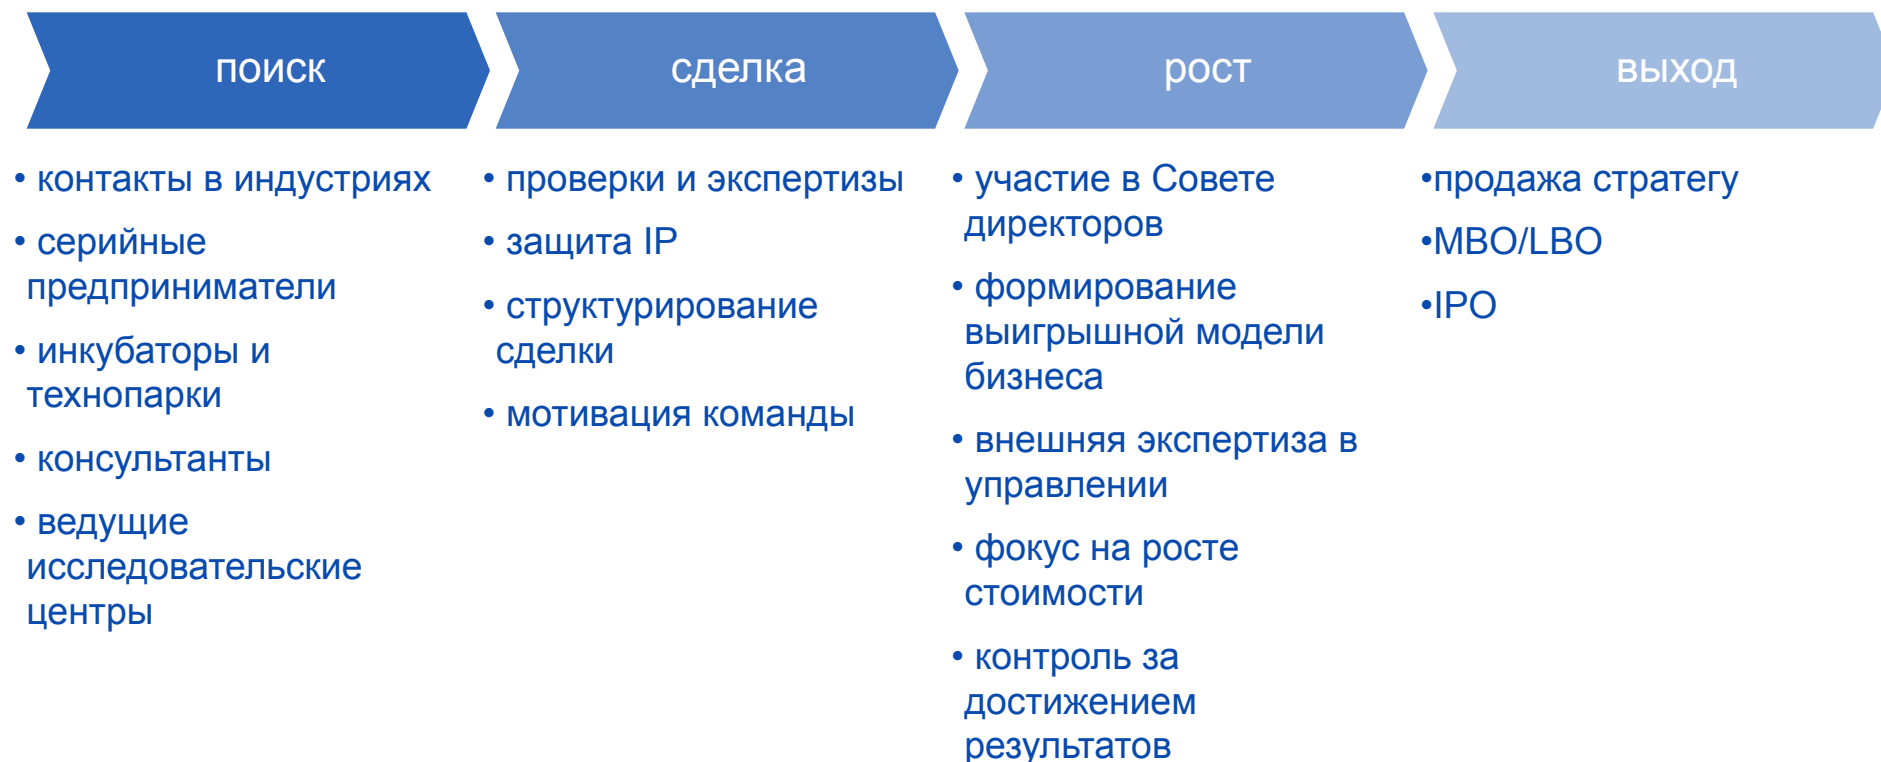 поиск
сделка
рост
выход
• контакты в индустриях
• серийные
предприниматели
• инкубаторы и
технопарки
• консультанты
• ведущие
исследовательские
центры
• проверки и экспертизы
• защита IP
• структурирование
сделки
• мотивация команды
• участие в Совете
директоров
• формирование
выигрышной модели
бизнеса
• внешняя экспертиза в
управлении
• фокус на росте
стоимости
• контроль за
достижением
результатов
•продажа стратегу
•MBO/LBO
•IPO